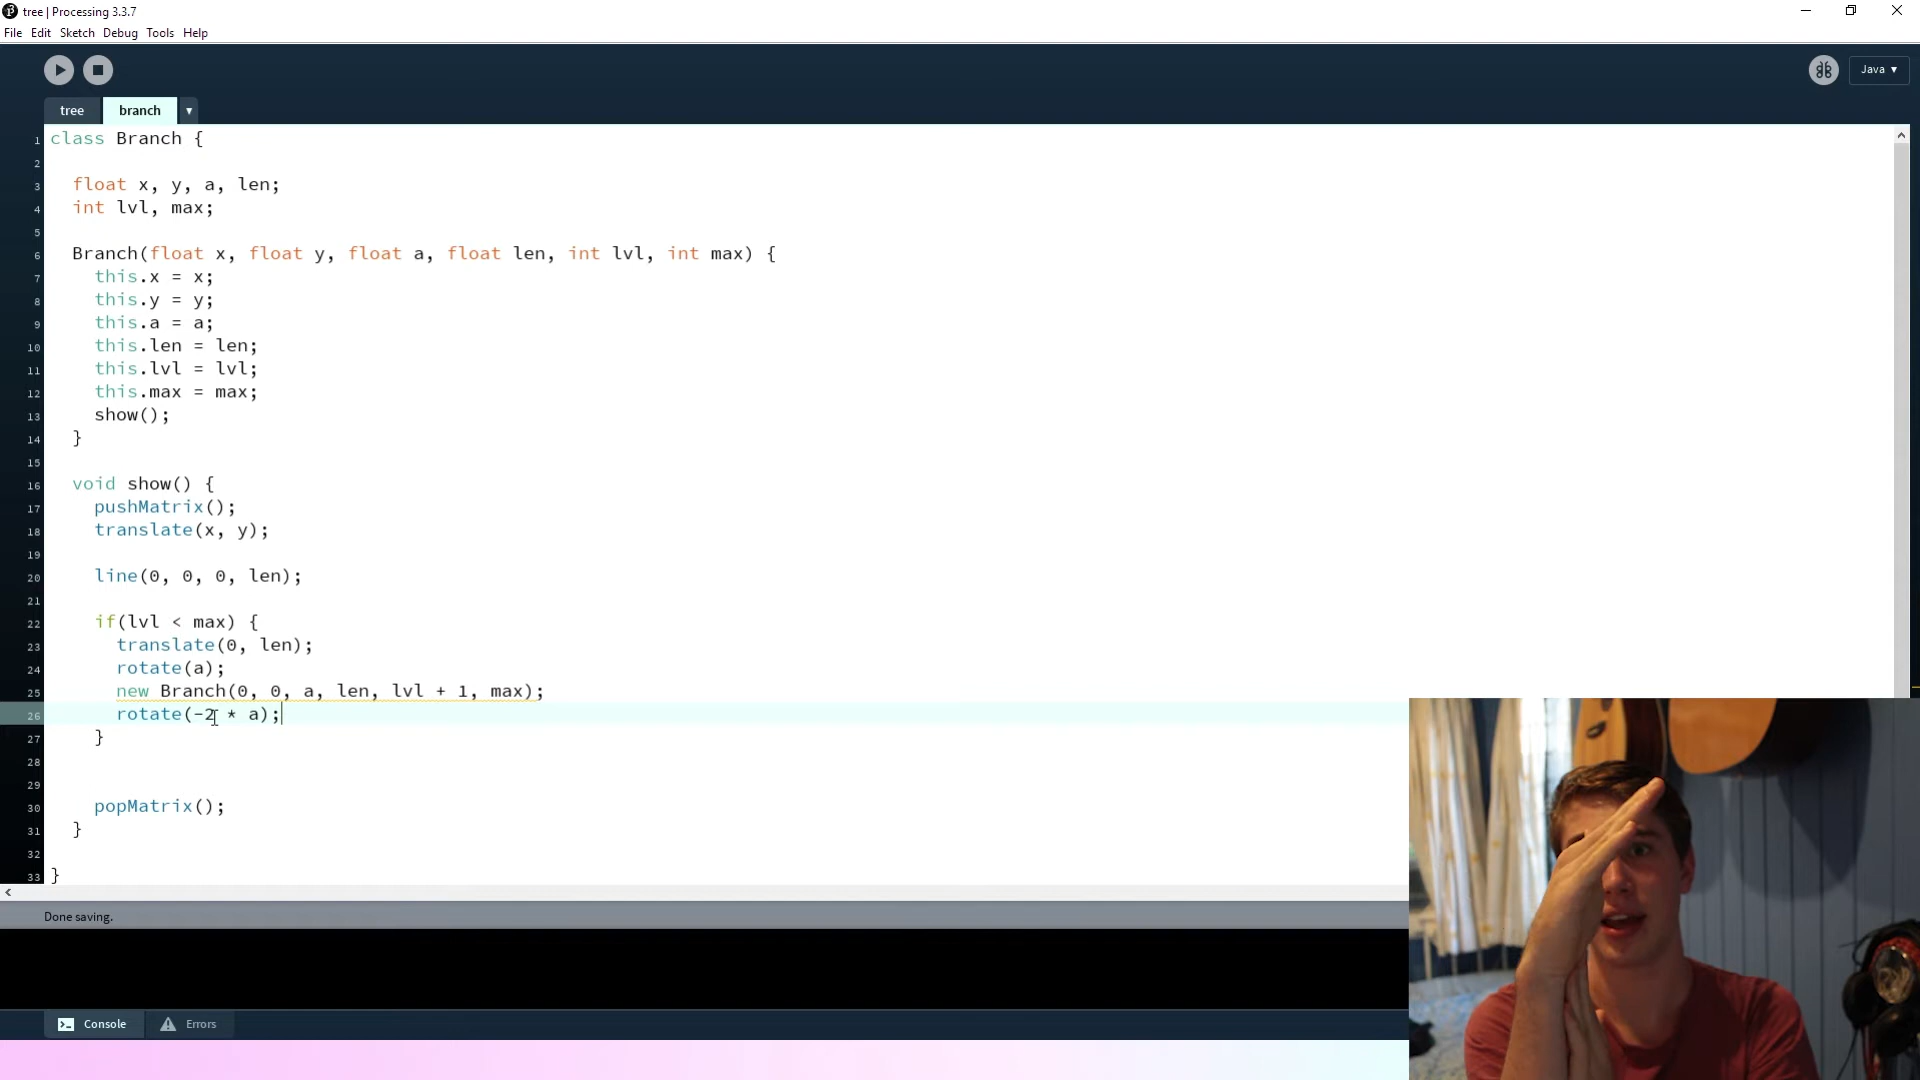 tree | Processing 3.3.7
File Edit Sketch Debug Tools Help
Java ▼
tree branch ▼
1 class Branch {
2
3 float x, y, a, len;
4 int lvl, max;
5
6 Branch(float x, float y, float a, float len, int lvl, int max) {
7 this.x = x;
8 this.y = y;
9 this.a = a;
10 this.len = len;
11 this.lvl = lvl;
12 this.max = max;
13 show();
14 }
15
16 void show() {
17 pushMatrix();
18 translate(x, y);
19
20 line(0, 0, 0, len);
21
22 if(lvl < max) {
23 translate(0, len);
24 rotate(a);
25 new Branch(0, 0, a, len, lvl + 1, max);
26 rotate(-2 * a);
27 }
28
29
30 popMatrix();
31 }
32
33 }
Done saving.
Console Errors